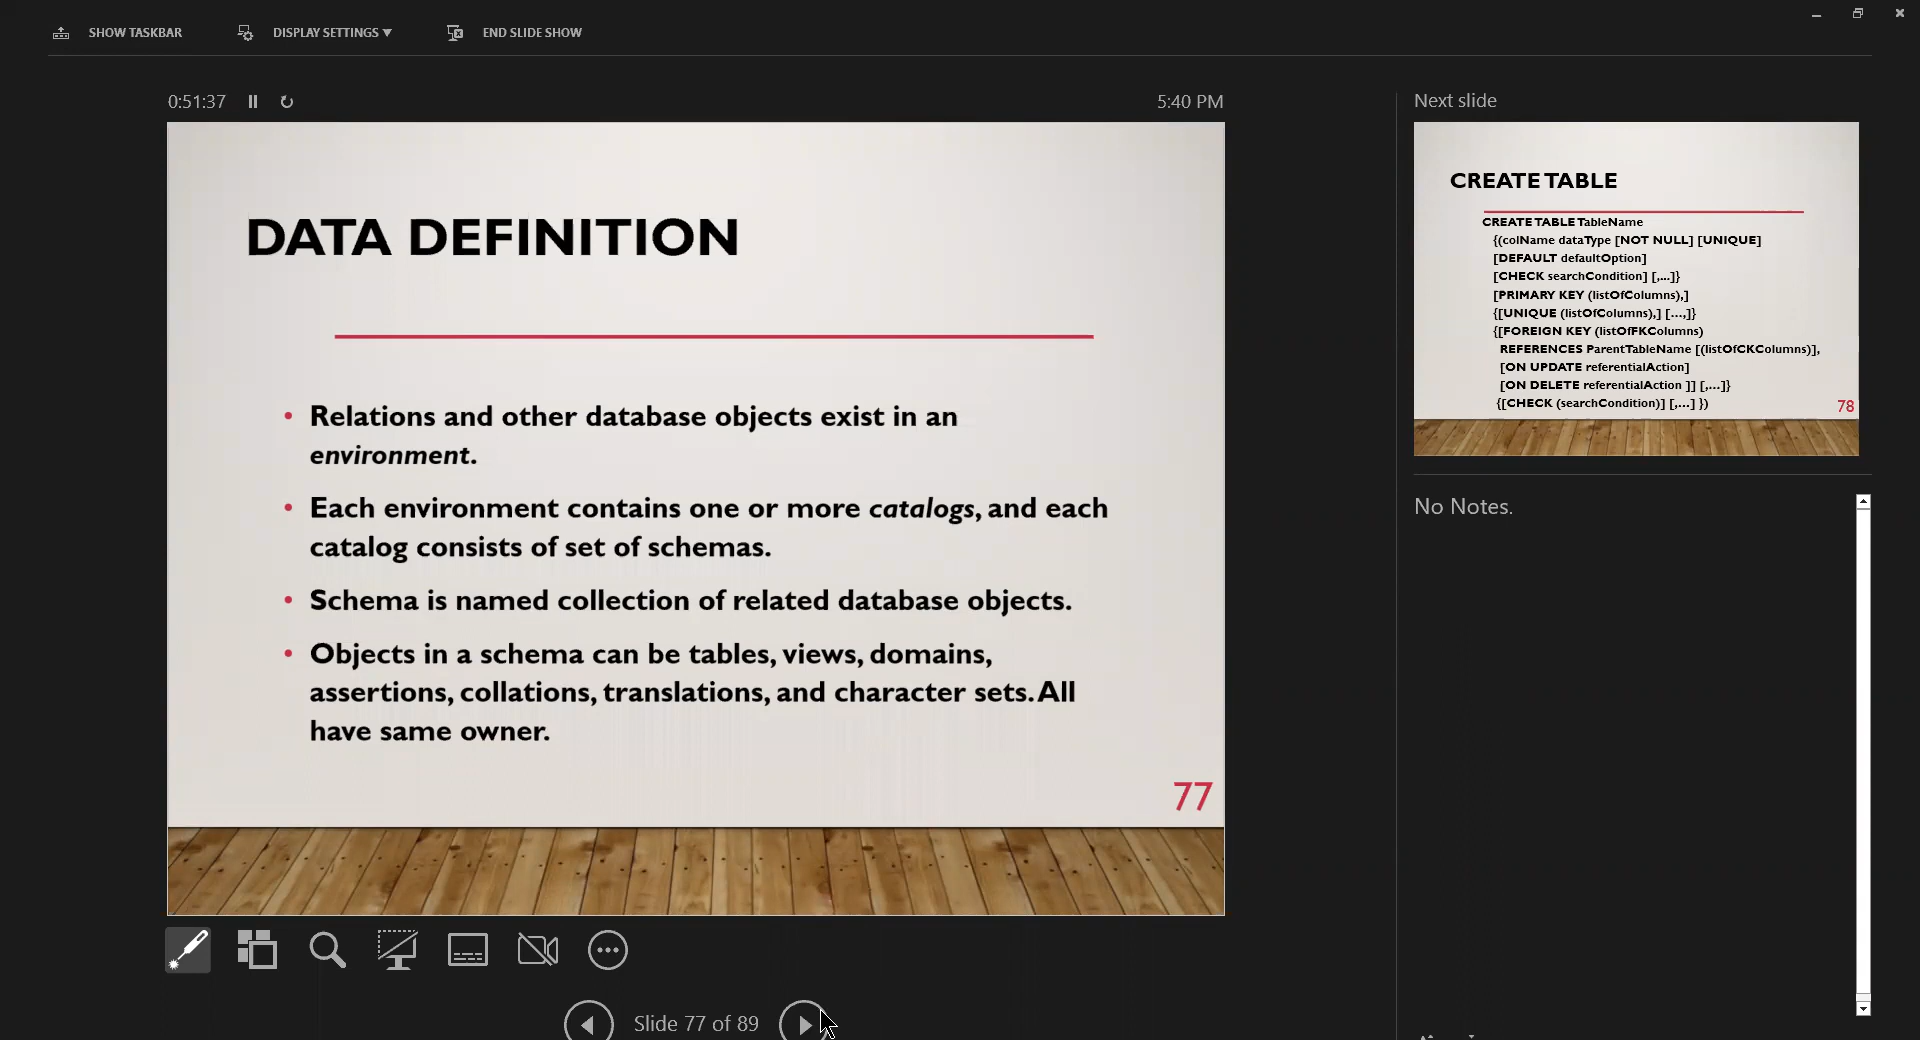 SHOW TASKBAR
DISPLAY SETTINGS ▼
END SLIDE SHOW
0:51:37
5:40 PM
DATA DEFINITION
• Relations and other database objects exist in an
environment.
• Each environment contains one or more catalogs, and each
catalog consists of set of schemas.
• Schema is named collection of related database objects.
• Objects in a schema can be tables, views, domains,
assertions, collations, translations, and character sets. All
have same owner.
77
Slide 77 of 89
Next slide
CREATE TABLE
CREATE TABLE TableName
{(colName dataType [NOT NULL] [UNIQUE]
[DEFAULT defaultOption]
[CHECK searchCondition] [,...]}
[PRIMARY KEY (listOfColumns),]
{[UNIQUE (listOfColumns),] […,]}
{[FOREIGN KEY (listOfFKColumns)
REFERENCES ParentTableName [(listOfCKColumns)],
[ON UPDATE referentialAction]
[ON DELETE referentialAction ]] [,…]}
{[CHECK (searchCondition)] [,…] })
78
No Notes.